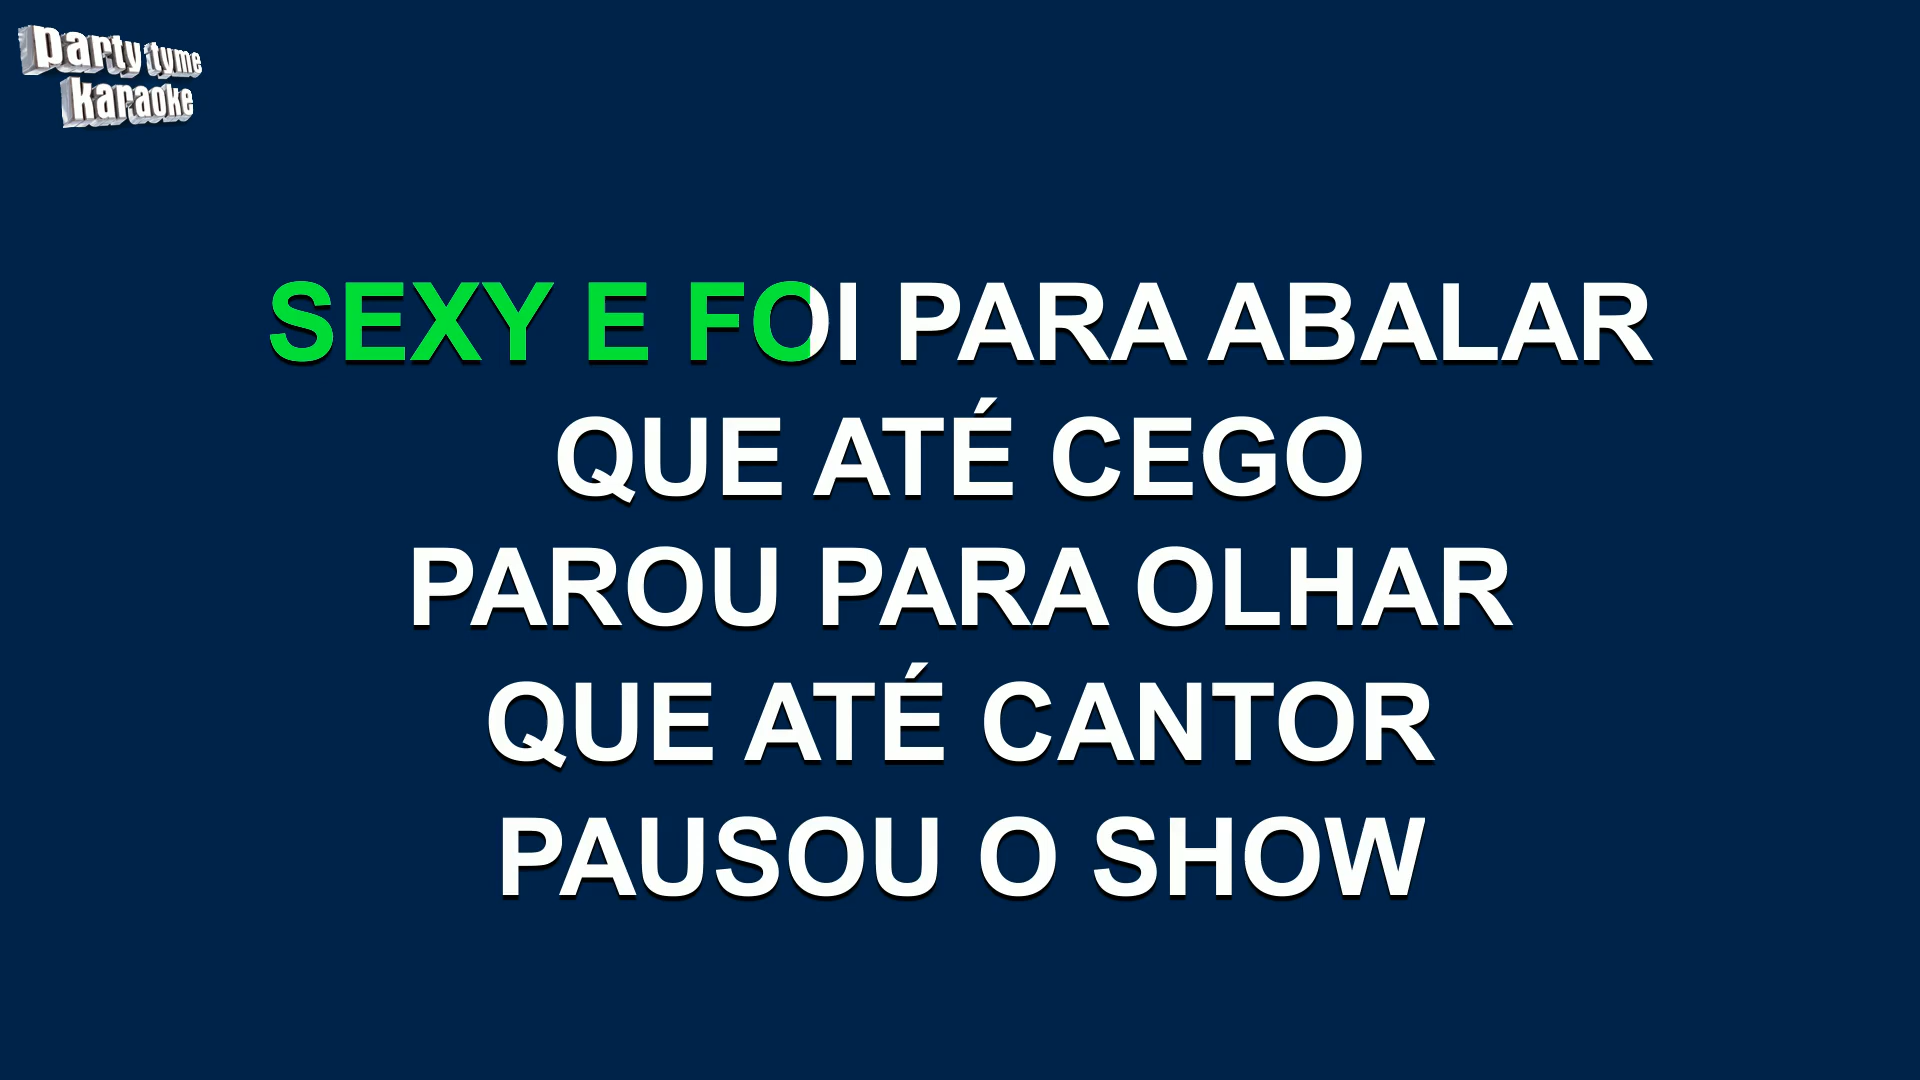 party tyme
karaoke
SEXY E FOI PARA ABALAR
QUE ATÉ CEGO
PAROU PARA OLHAR
QUE ATÉ CANTOR
PAUSOU O SHOW